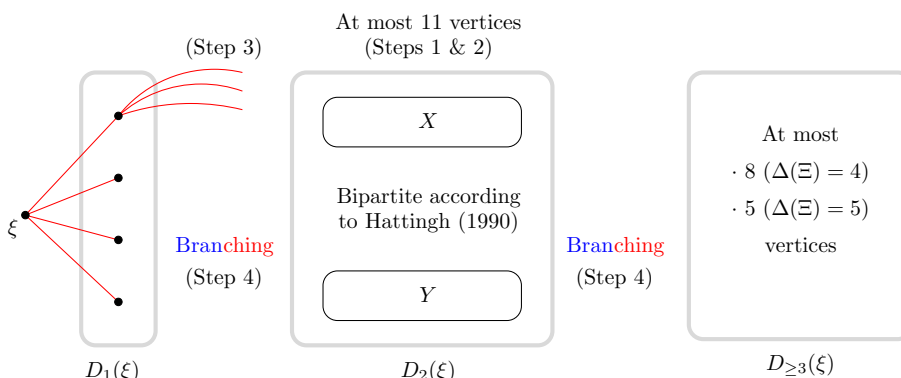 At most 11 vertices
(Steps 1 & 2)
(Step 3)
ξ
D₁(ξ)
Branching
(Step 4)
X
Bipartite according
to Hattingh (1990)
Y
D₂(ξ)
Branching
(Step 4)
At most
· 8 (Δ(Ξ) = 4)
· 5 (Δ(Ξ) = 5)
vertices
D≥₃(ξ)